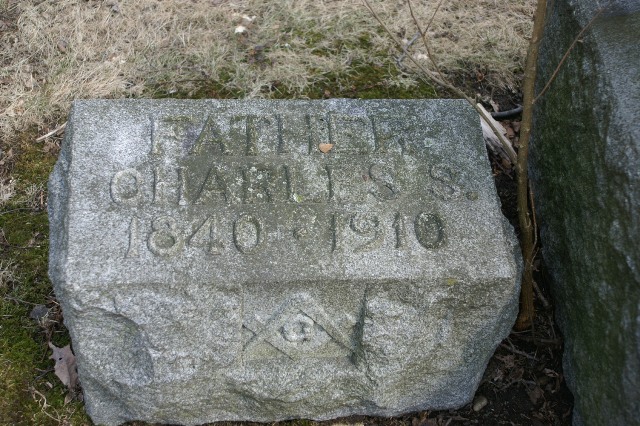 FATHER
CHARLES S.
1840 · 1910
G